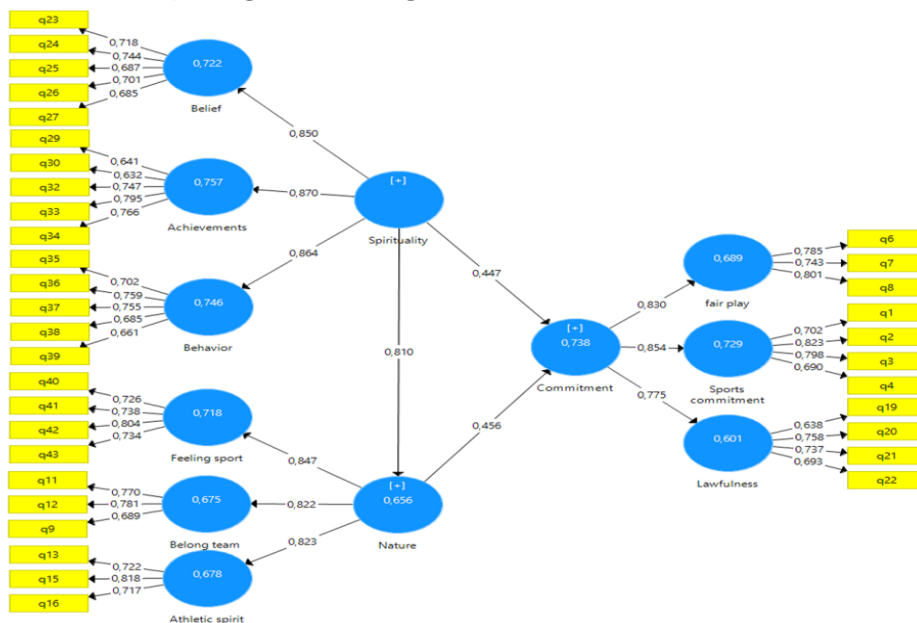 q23
q24
q25
q26
q27
0,718
0,744
0,687
0,701
0,685
0,722
Belief
q29
q30
q32
q33
q34
0,641
0,632
0,747
0,795
0,766
0,757
Achievements
q35
q36
q37
q38
q39
0,702
0,759
0,755
0,685
0,661
0,746
Behavior
q40
q41
q42
q43
0,726
0,738
0,804
0,734
0,718
Feeling sport
q11
q12
q9
0,770
0,781
0,689
0,675
Belong team
q13
q15
q16
0,722
0,818
0,717
0,678
Athletic spirit
0,850
0,870
0,864
[+]
Spirituality
0,810
0,447
0,847
0,822
0,823
[+]
0,656
Nature
0,456
[+]
0,738
Commitment
0,830
0,854
0,775
0,689
fair play
0,785
0,743
0,801
q6
q7
q8
0,729
Sports
commitment
0,702
0,823
0,798
0,690
q1
q2
q3
q4
0,601
Lawfulness
0,638
0,758
0,737
0,693
q19
q20
q21
q22